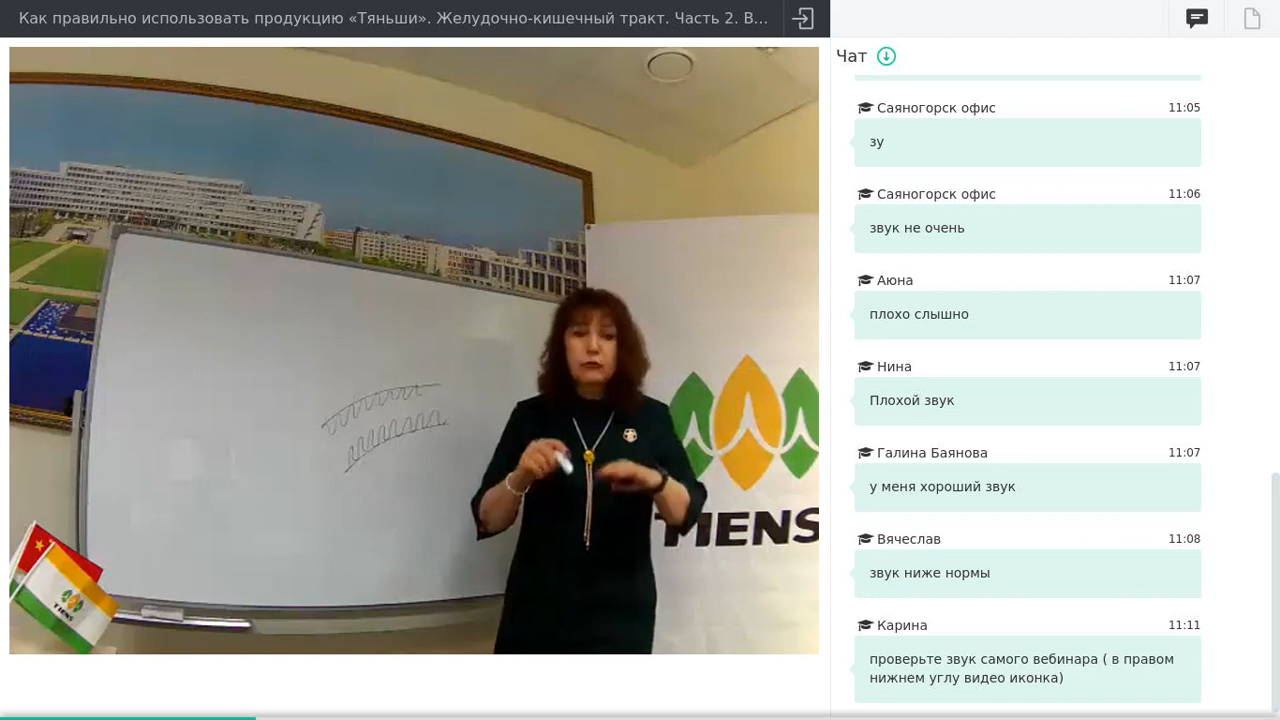 Как правильно использовать продукцию «Тяньши». Желудочно-кишечный тракт. Часть 2. В...
Чат
Саяногорск офис 11:05
зу
Саяногорск офис 11:06
звук не очень
Аюна 11:07
плохо слышно
Нина 11:07
Плохой звук
Галина Баянова 11:07
у меня хороший звук
Вячеслав 11:08
звук ниже нормы
Карина 11:11
проверьте звук самого вебинара ( в правом
нижнем углу видео иконка)
TIENS
TIENS